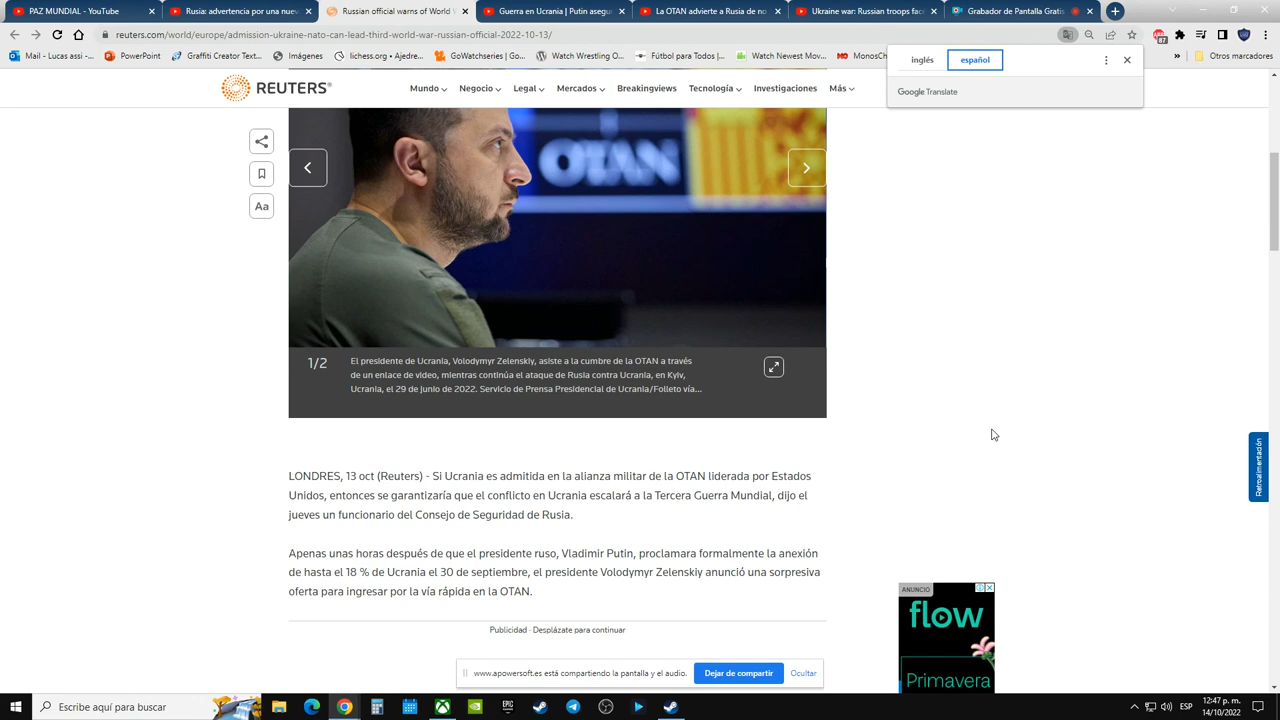 PAZ MUNDIAL - YouTube
Rusia: advertencia por una nuev
Russian official warns of World V
Guerra en Ucrania | Putin asegur
La OTAN advierte a Rusia de no
Ukraine war: Russian troops forc
Grabador de Pantalla Gratis
reuters.com/world/europe/admission-ukraine-nato-can-lead-third-world-war-russias-official-2022-10-13/
Mail - Lucas assi -...
PowerPoint
Graffiti Creator Test...
Imágenes
lichess.org • Ajedre...
GoWatchseries | Go...
Watch Wrestling O...
Fútbol para Todos |...
Watch Newest Mov...
MonosCh
»
Otros marcadores
inglés
español
Google Translate
REUTERS®
Mundo
Negocio
Legal
Mercados
Breakingviews
Tecnología
Investigaciones
Más
Aa
OTAN
1/2
El presidente de Ucrania, Volodymyr Zelenskiy, asiste a la cumbre de la OTAN a través
de un enlace de video, mientras continúa el ataque de Rusia contra Ucrania, en Kyiv,
Ucrania, el 29 de junio de 2022. Servicio de Prensa Presidencial de Ucrania/Folleto vía...
LONDRES, 13 oct (Reuters) - Si Ucrania es admitida en la alianza militar de la OTAN liderada por Estados
Unidos, entonces se garantizaría que el conflicto en Ucrania escalará a la Tercera Guerra Mundial, dijo el
jueves un funcionario del Consejo de Seguridad de Rusia.
Apenas unas horas después de que el presidente ruso, Vladimir Putin, proclamara formalmente la anexión
de hasta el 18 % de Ucrania el 30 de septiembre, el presidente Volodymyr Zelenskiy anunció una sorpresiva
oferta para ingresar por la vía rápida en la OTAN.
Publicidad · Desplázate para continuar
Retroalimentación
ANUNCIO
flow
Primavera
www.apowersoft.es está compartiendo la pantalla y el audio.
Dejar de compartir
Ocultar
Escribe aquí para buscar
EPIC
ESP
12:47 p. m.
14/10/2022